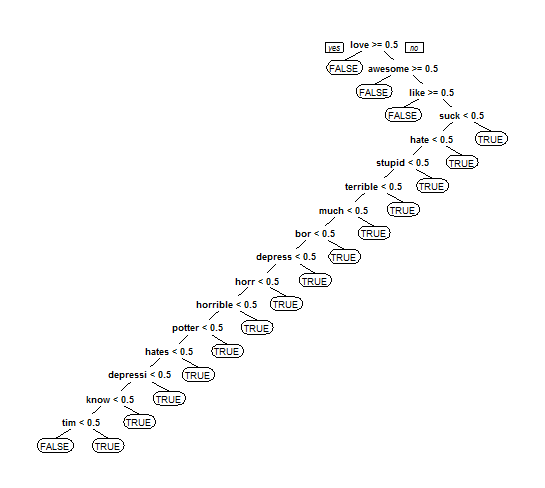 yes love >= 0.5 no
FALSE awesome >= 0.5
FALSE like >= 0.5
FALSE suck < 0.5
hate < 0.5 TRUE
stupid < 0.5 TRUE
terrible < 0.5 TRUE
much < 0.5 TRUE
bor < 0.5 TRUE
depress < 0.5 TRUE
horr < 0.5 TRUE
horrible < 0.5 TRUE
potter < 0.5 TRUE
hates < 0.5 TRUE
depressi < 0.5 TRUE
know < 0.5 TRUE
tim < 0.5 TRUE
FALSE TRUE